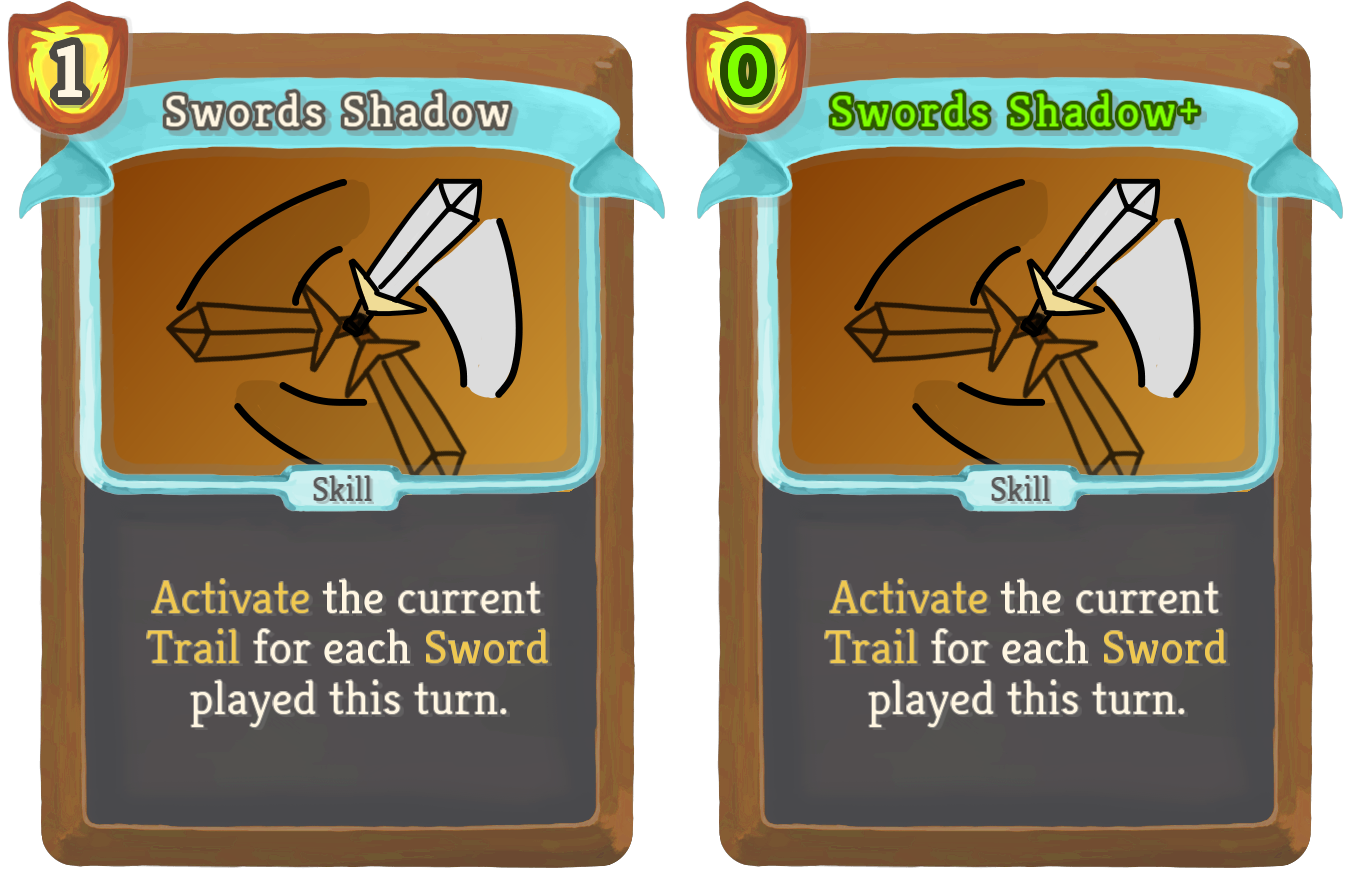 1
Swords Shadow
Skill
Activate the current
Trail for each Sword
played this turn.
0
Swords Shadow+
Skill
Activate the current
Trail for each Sword
played this turn.